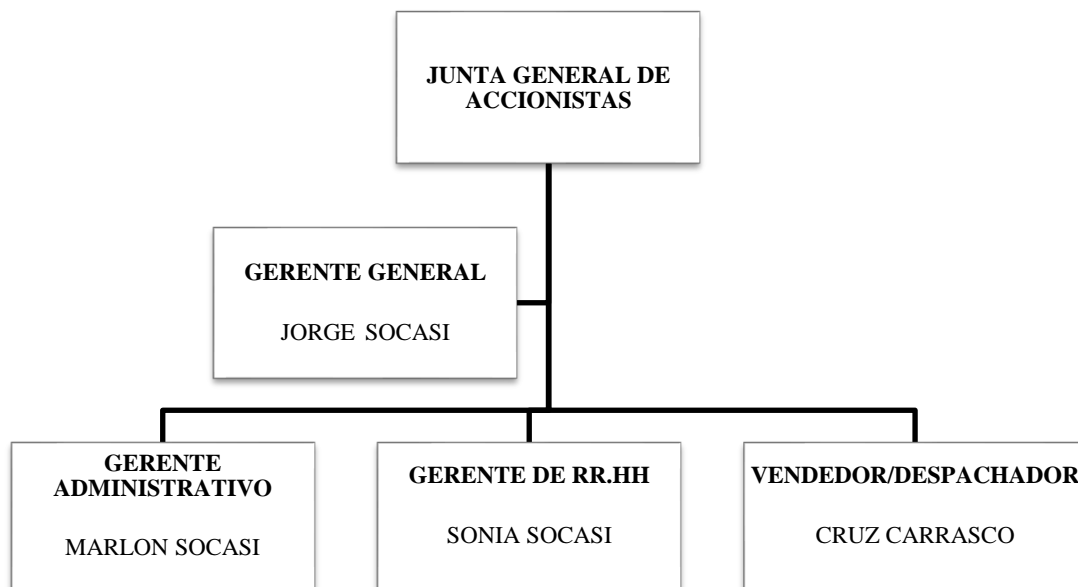 JUNTA GENERAL DE
ACCIONISTAS
GERENTE GENERAL
JORGE SOCASI
GERENTE
ADMINISTRATIVO
MARLON SOCASI
GERENTE DE RR.HH
SONIA SOCASI
VENDEDOR/DESPACHADOR
CRUZ CARRASCO